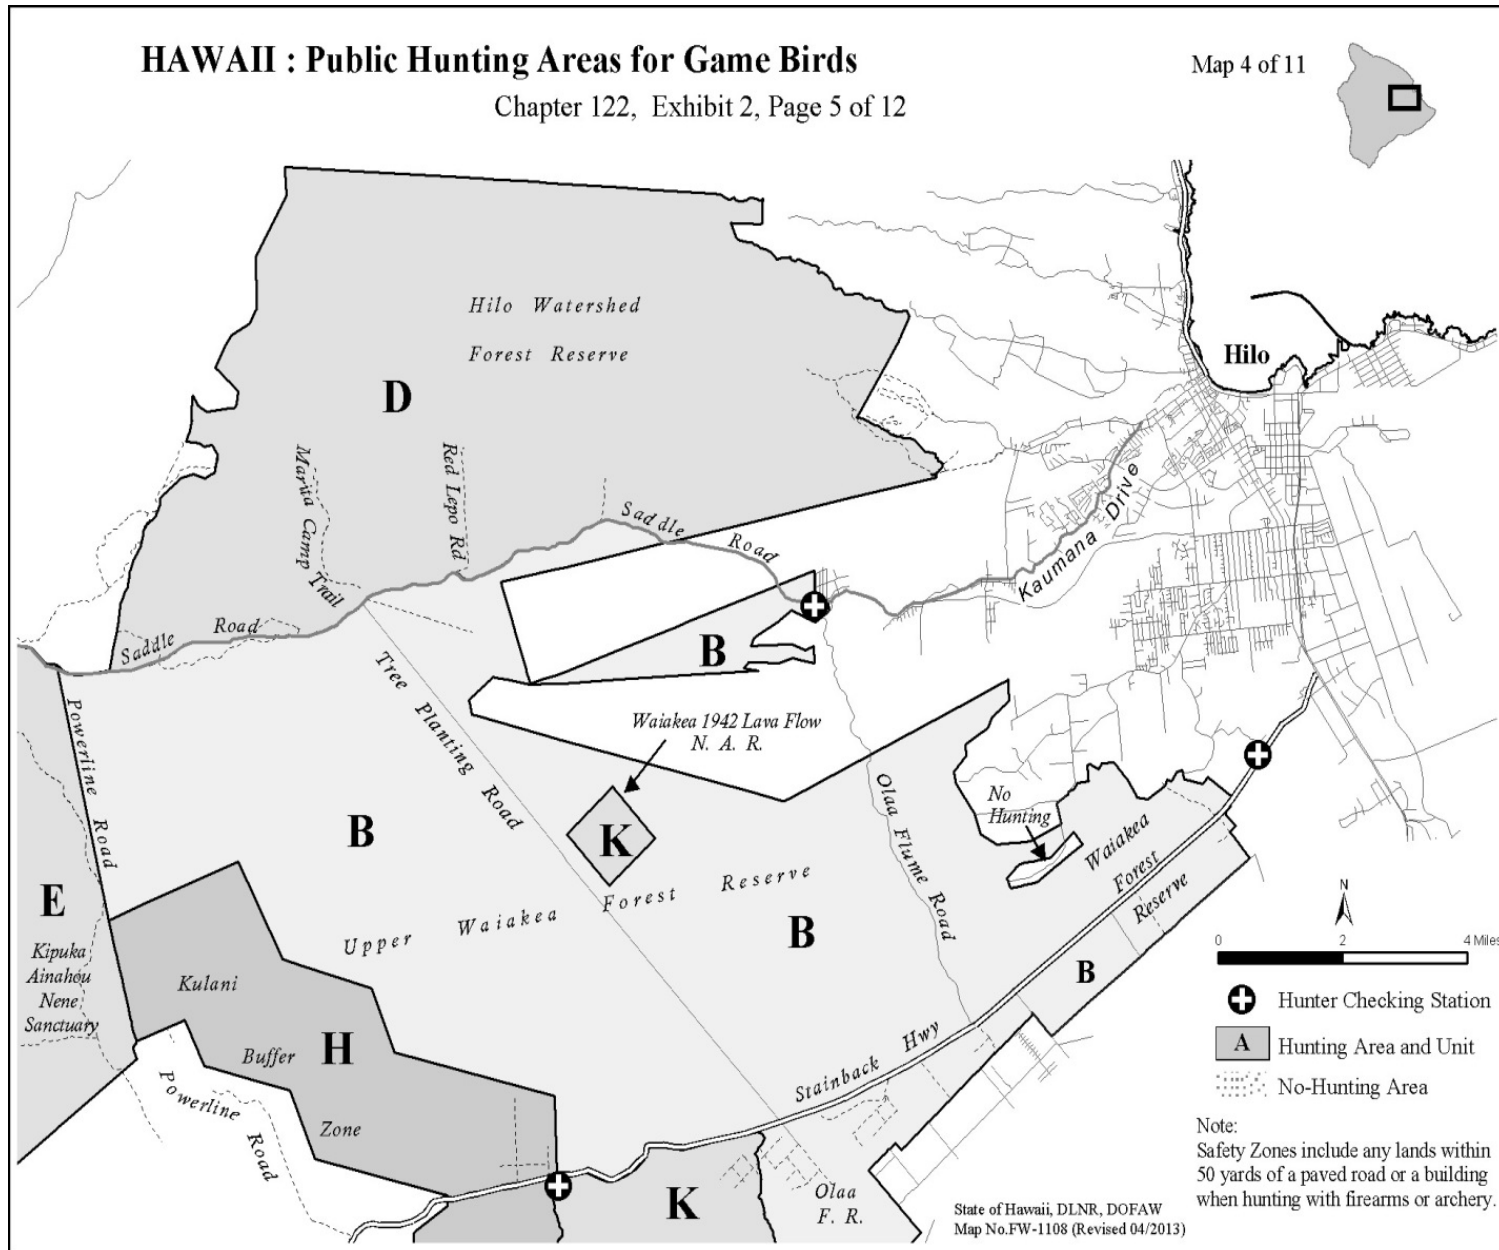 HAWAII : Public Hunting Areas for Game Birds
Map 4 of 11
Chapter 122, Exhibit 2, Page 5 of 12
Hilo Watershed
Forest Reserve
Hilo
D
Marita Camp Trail
Red Lepo Rd
Saddle Road
Kaumana Drive
Saddle Road
B
Tree Planting Road
Powerline Road
Waiakea 1942 Lava Flow
N. A. R.
Olaa Flume Road
No
Hunting
K
B
Waiakea
Forest
Reserve
E
Upper Waiakea Forest Reserve
B
B
Kipuka
Ainahou
Nene
Sanctuary
Kulani
Buffer
Zone
H
Powerline Road
Stainback Hwy
K
Olaa
F. R.
N
0 2 4 Miles
Hunter Checking Station
A Hunting Area and Unit
No-Hunting Area
Note:
Safety Zones include any lands within
50 yards of a paved road or a building
when hunting with firearms or archery.
State of Hawaii, DLNR, DOFAW
Map No.FW-1108 (Revised 04/2013)